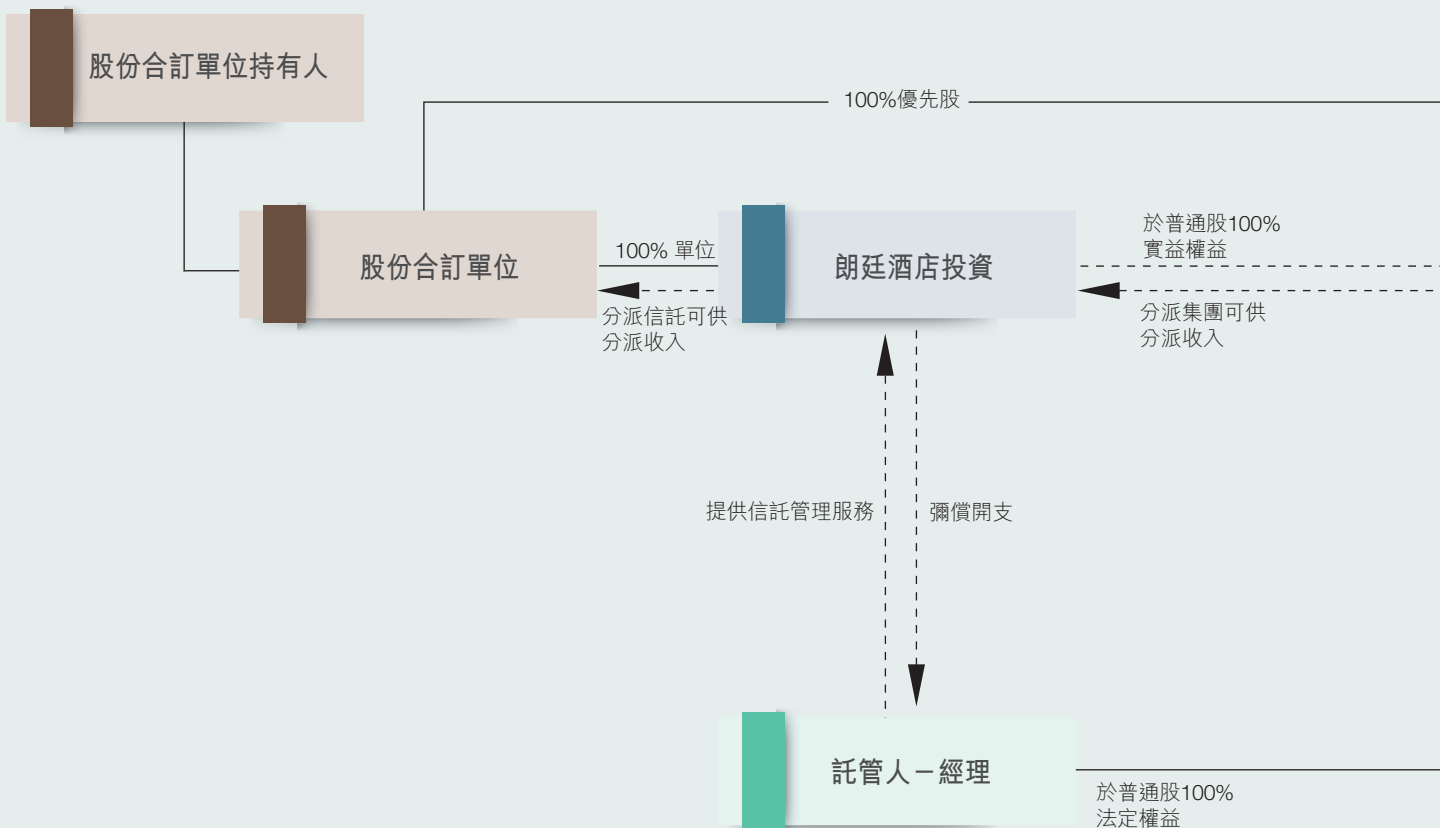 股份合訂單位持有人
100%優先股
股份合訂單位
100% 單位
分派信託可供
分派收入
朗廷酒店投資
於普通股100%
實益權益
分派集團可供
分派收入
提供信託管理服務
彌償開支
託管人－經理
於普通股100%
法定權益